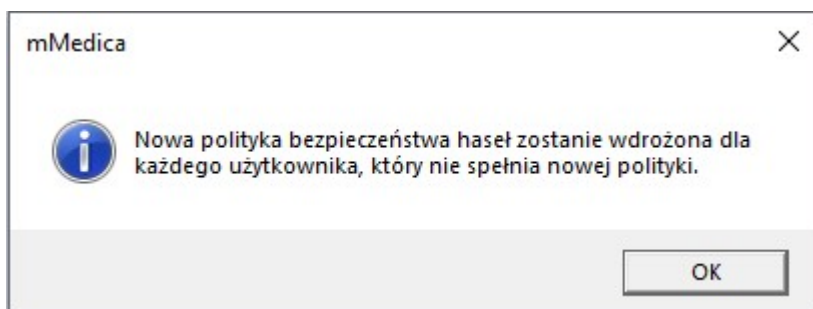 mMedica
Nowa polityka bezpieczeństwa haseł zostanie wdrożona dla
każdego użytkownika, który nie spełnia nowej polityki.
OK